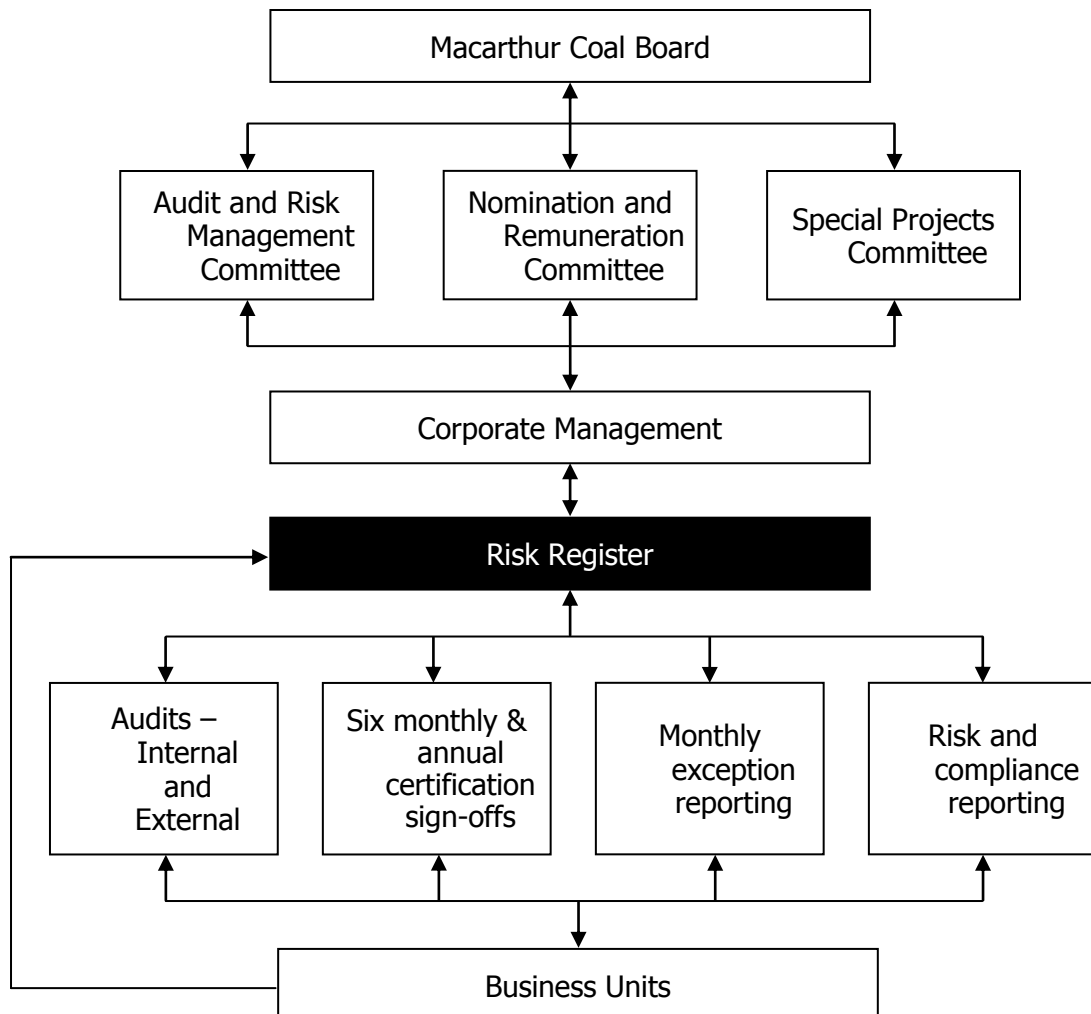 Macarthur Coal Board
Audit and Risk
Management
Committee
Nomination and
Remuneration
Committee
Special Projects
Committee
Corporate Management
Risk Register
Audits –
Internal
and
External
Six monthly &
annual
certification
sign-offs
Monthly
exception
reporting
Risk and
compliance
reporting
Business Units